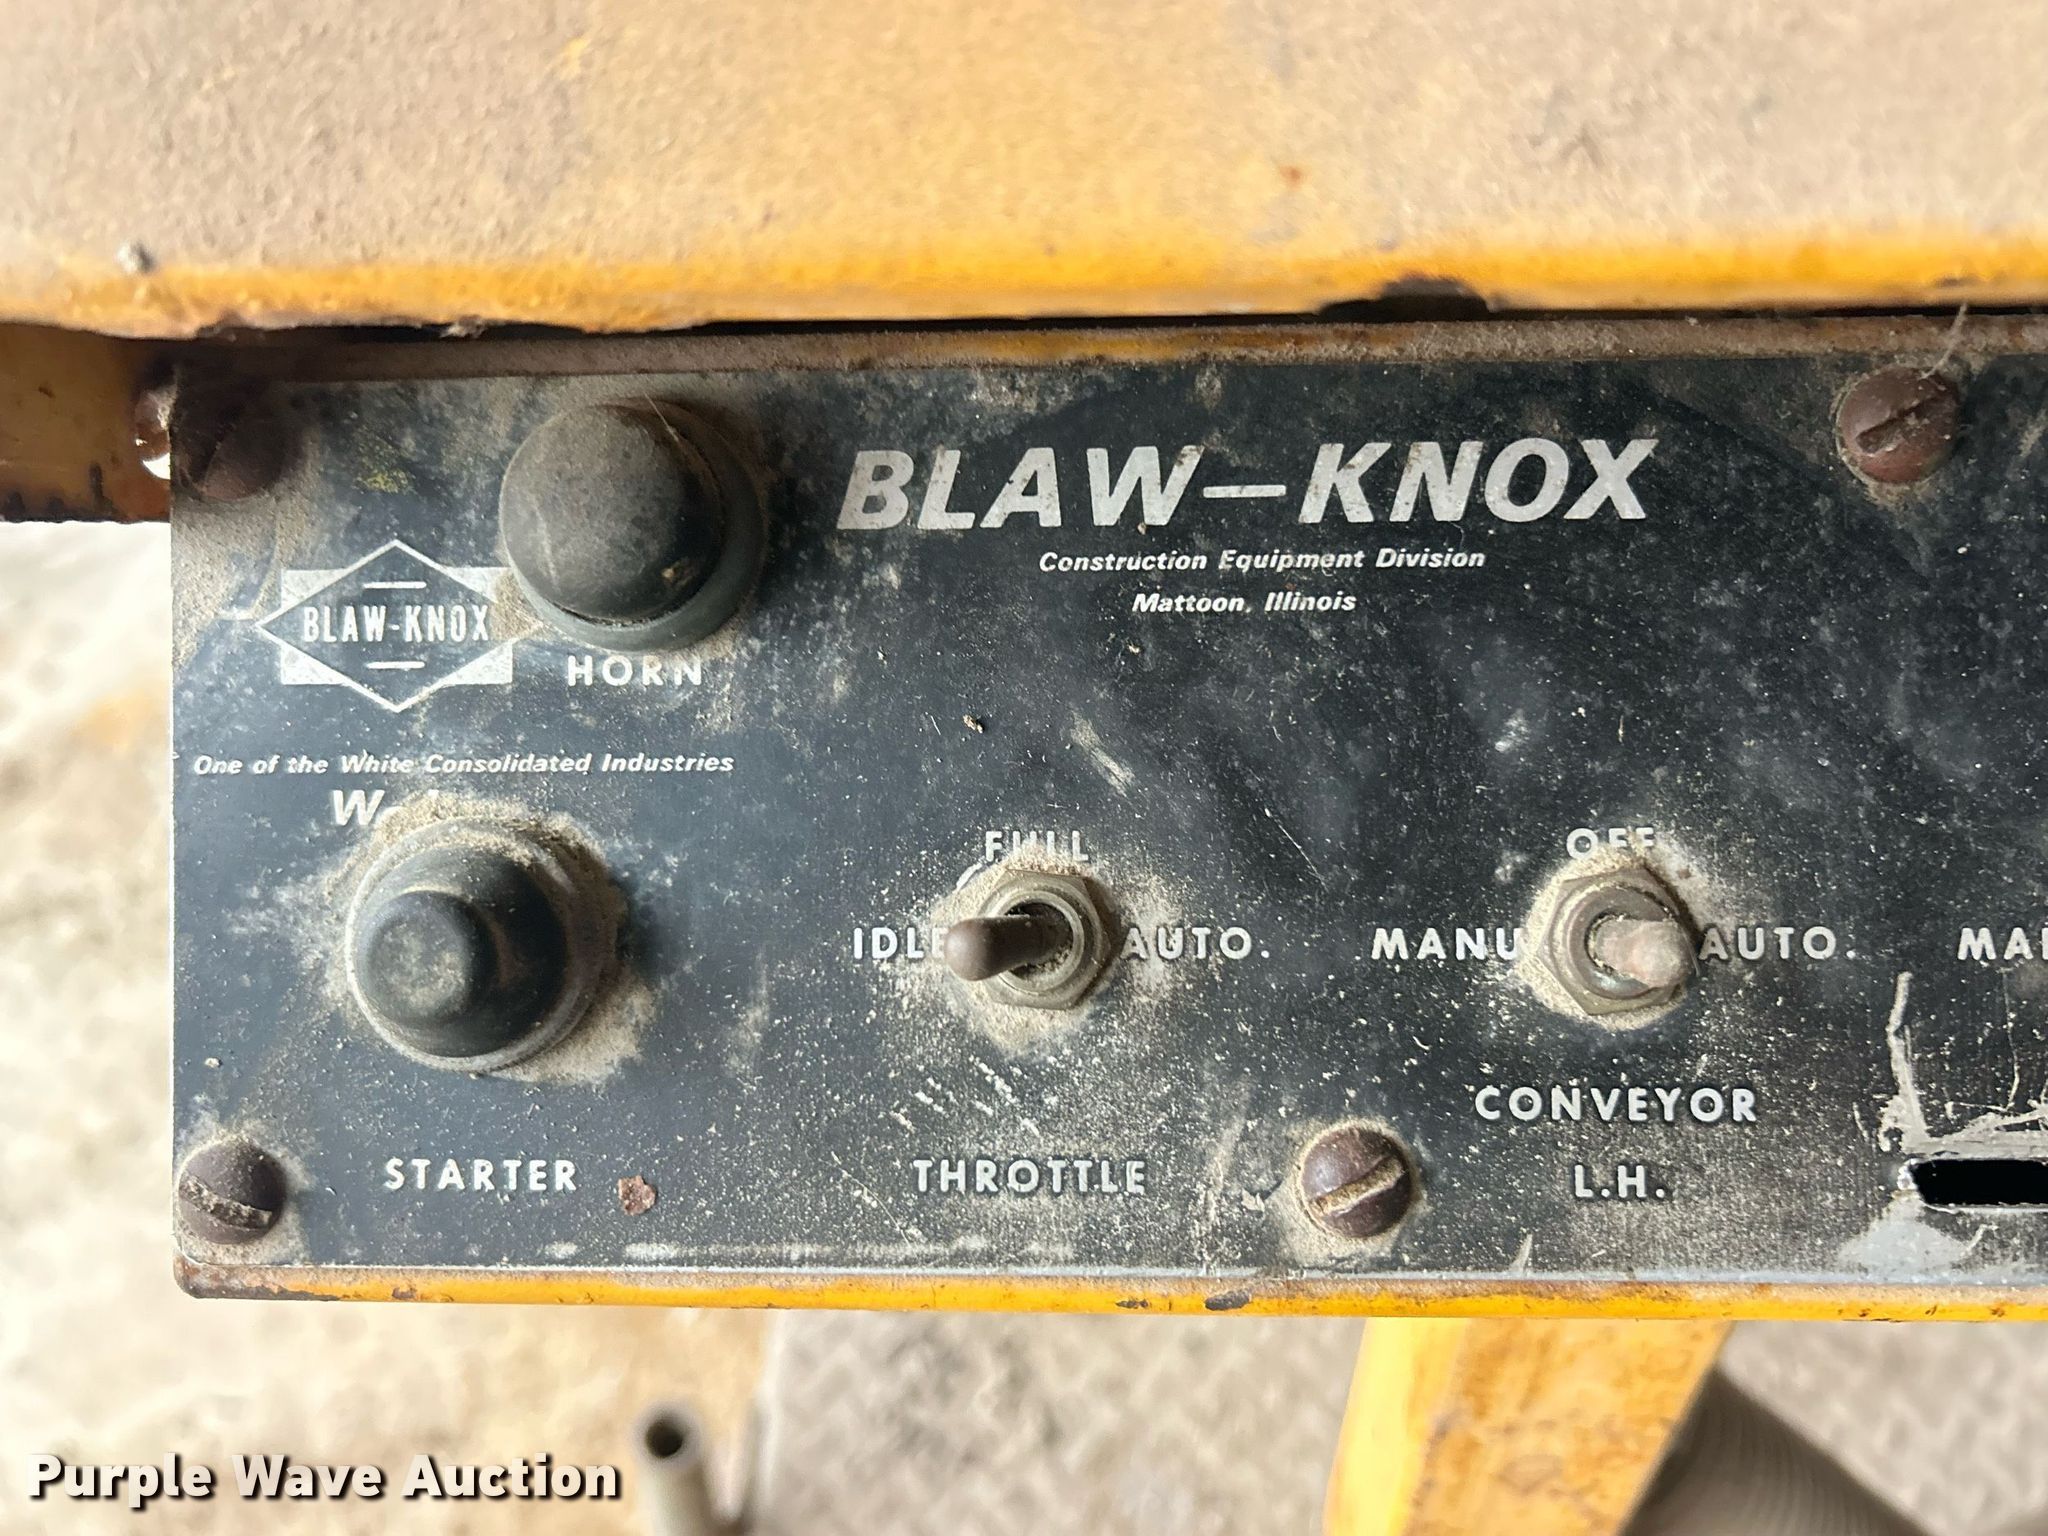 BLAW-KNOX
Construction Equipment Division
Mattoon, Illinois
BLAW-KNOX
HORN
One of the White Consolidated Industries
FULL
OFF
IDLE
AUTO.
AUTO.
CONVEYOR
STARTER
THROTTLE
L.H.
Purple Wave Auction